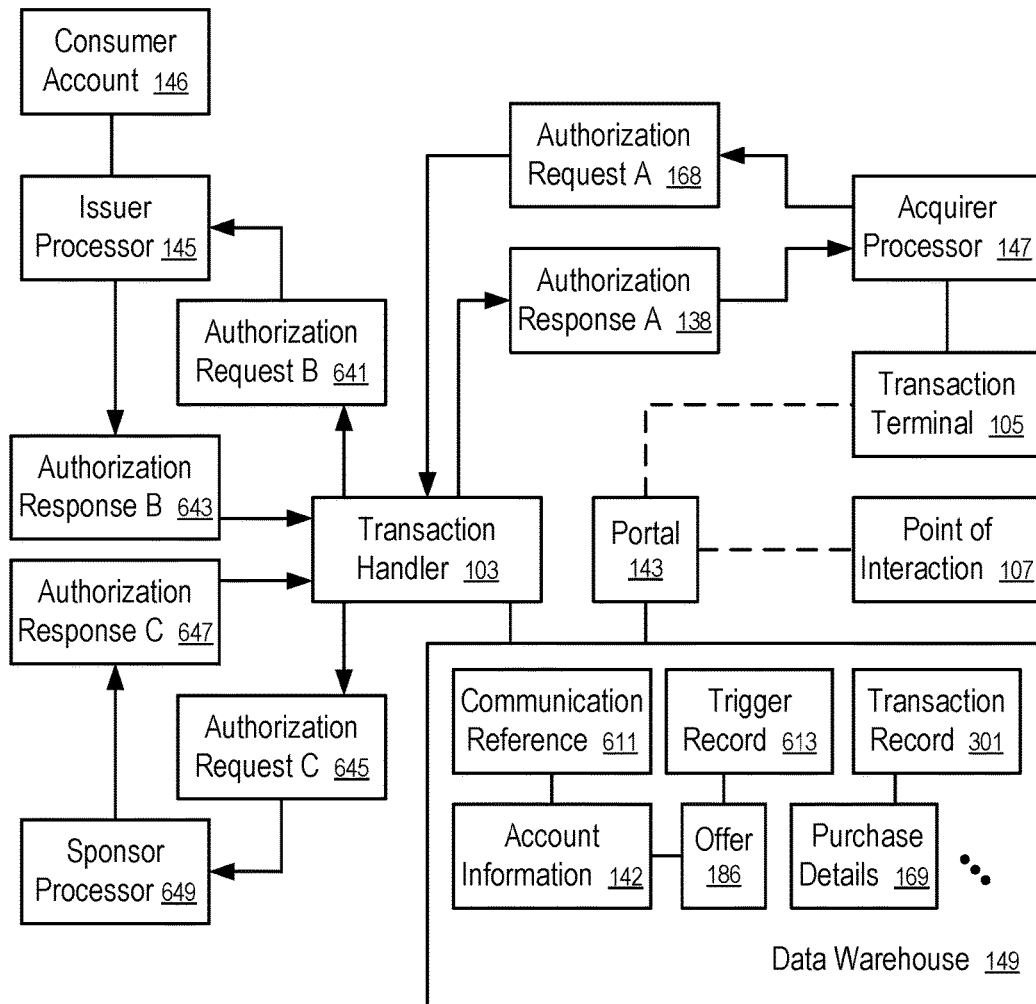 Consumer
Account 146
Authorization
Request A 168
Issuer
Processor 145
Acquirer
Processor 147
Authorization
Response A 138
Authorization
Request B 641
Transaction
Terminal 105
Authorization
Response B 643
Transaction
Handler 103
Portal
143
Point of
Interaction 107
Authorization
Response C 647
Authorization
Request C 645
Communication
Reference 611
Trigger
Record 613
Transaction
Record 301
Sponsor
Processor 649
Account
Information 142
Offer
186
Purchase
Details 169
Data Warehouse 149